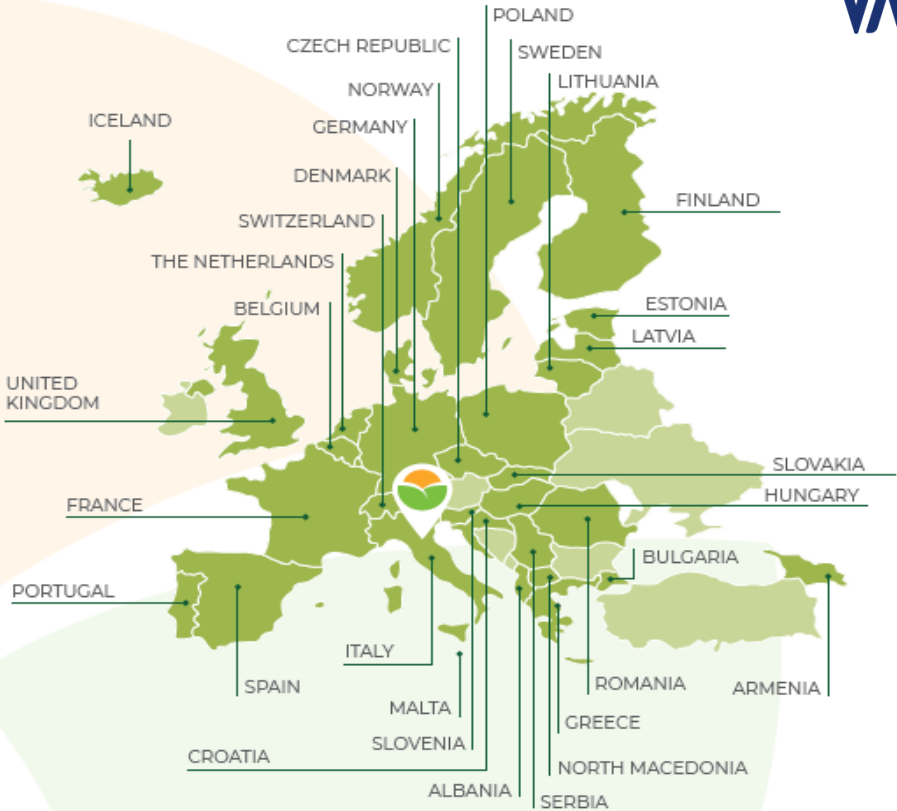 POLAND
CZECH REPUBLIC
SWEDEN
LITHUANIA
NORWAY
ICELAND
GERMANY
DENMARK
FINLAND
SWITZERLAND
THE NETHERLANDS
BELGIUM
ESTONIA
LATVIA
UNITED
KINGDOM
SLOVAKIA
HUNGARY
FRANCE
BULGARIA
PORTUGAL
ITALY
SPAIN
ROMANIA
ARMENIA
MALTA
GREECE
SLOVENIA
CROATIA
NORTH MACEDONIA
ALBANIA
SERBIA